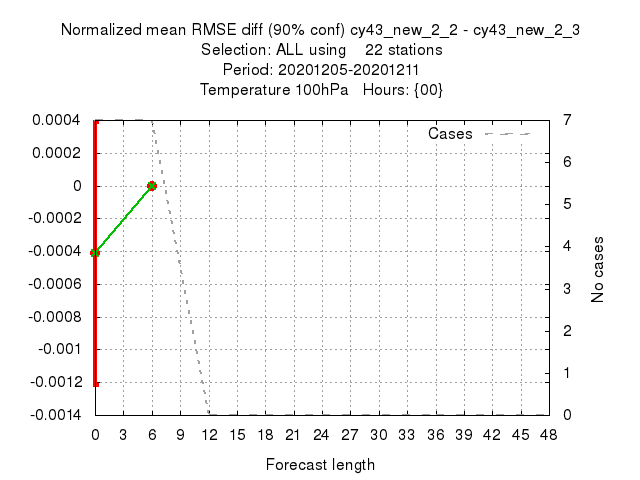 Normalized mean RMSE diff (90% conf) cy43_new_2_2 - cy43_new_2_3
Selection: ALL using    22 stations
Period: 20201205-20201211
Temperature 100hPa   Hours: {00}
Cases
0.0004
0.0002
0
-0.0002
-0.0004
-0.0006
-0.0008
-0.001
-0.0012
-0.0014
7
6
5
4
3
2
1
0
No cases
0 3 6 9 12 15 18 21 24 27 30 33 36 39 42 45 48
Forecast length